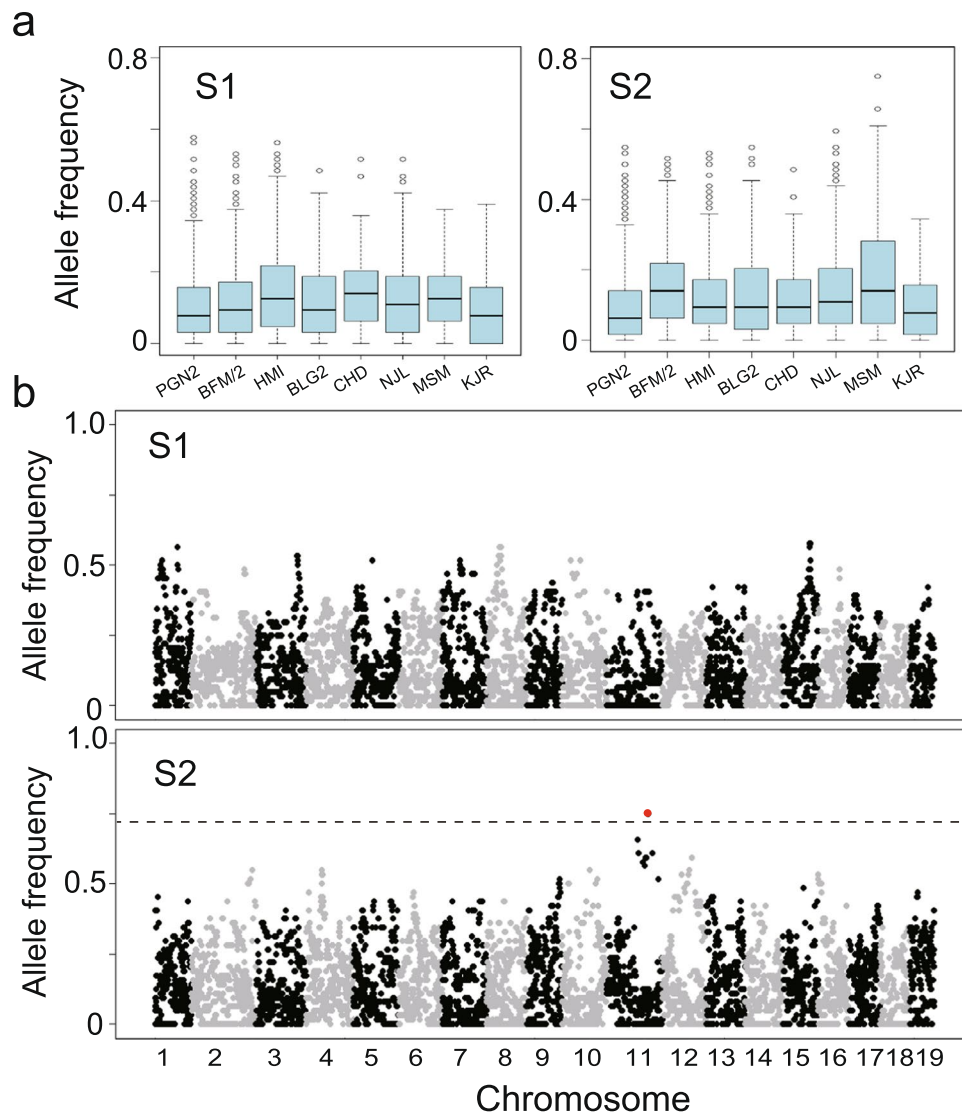 a
S1
S2
Allele frequency
0.8
0.4
0
0.8
0.4
0
PGN2 BFM/2 HMI BLG2 CHD NJL MSM KJR
PGN2 BFM/2 HMI BLG2 CHD NJL MSM KJR
b
S1
Allele frequency
1.0
0.5
0
S2
Allele frequency
1.0
0.5
0
1 2 3 4 5 6 7 8 9 10 11 12 13 14 15 16 17 18 19
Chromosome